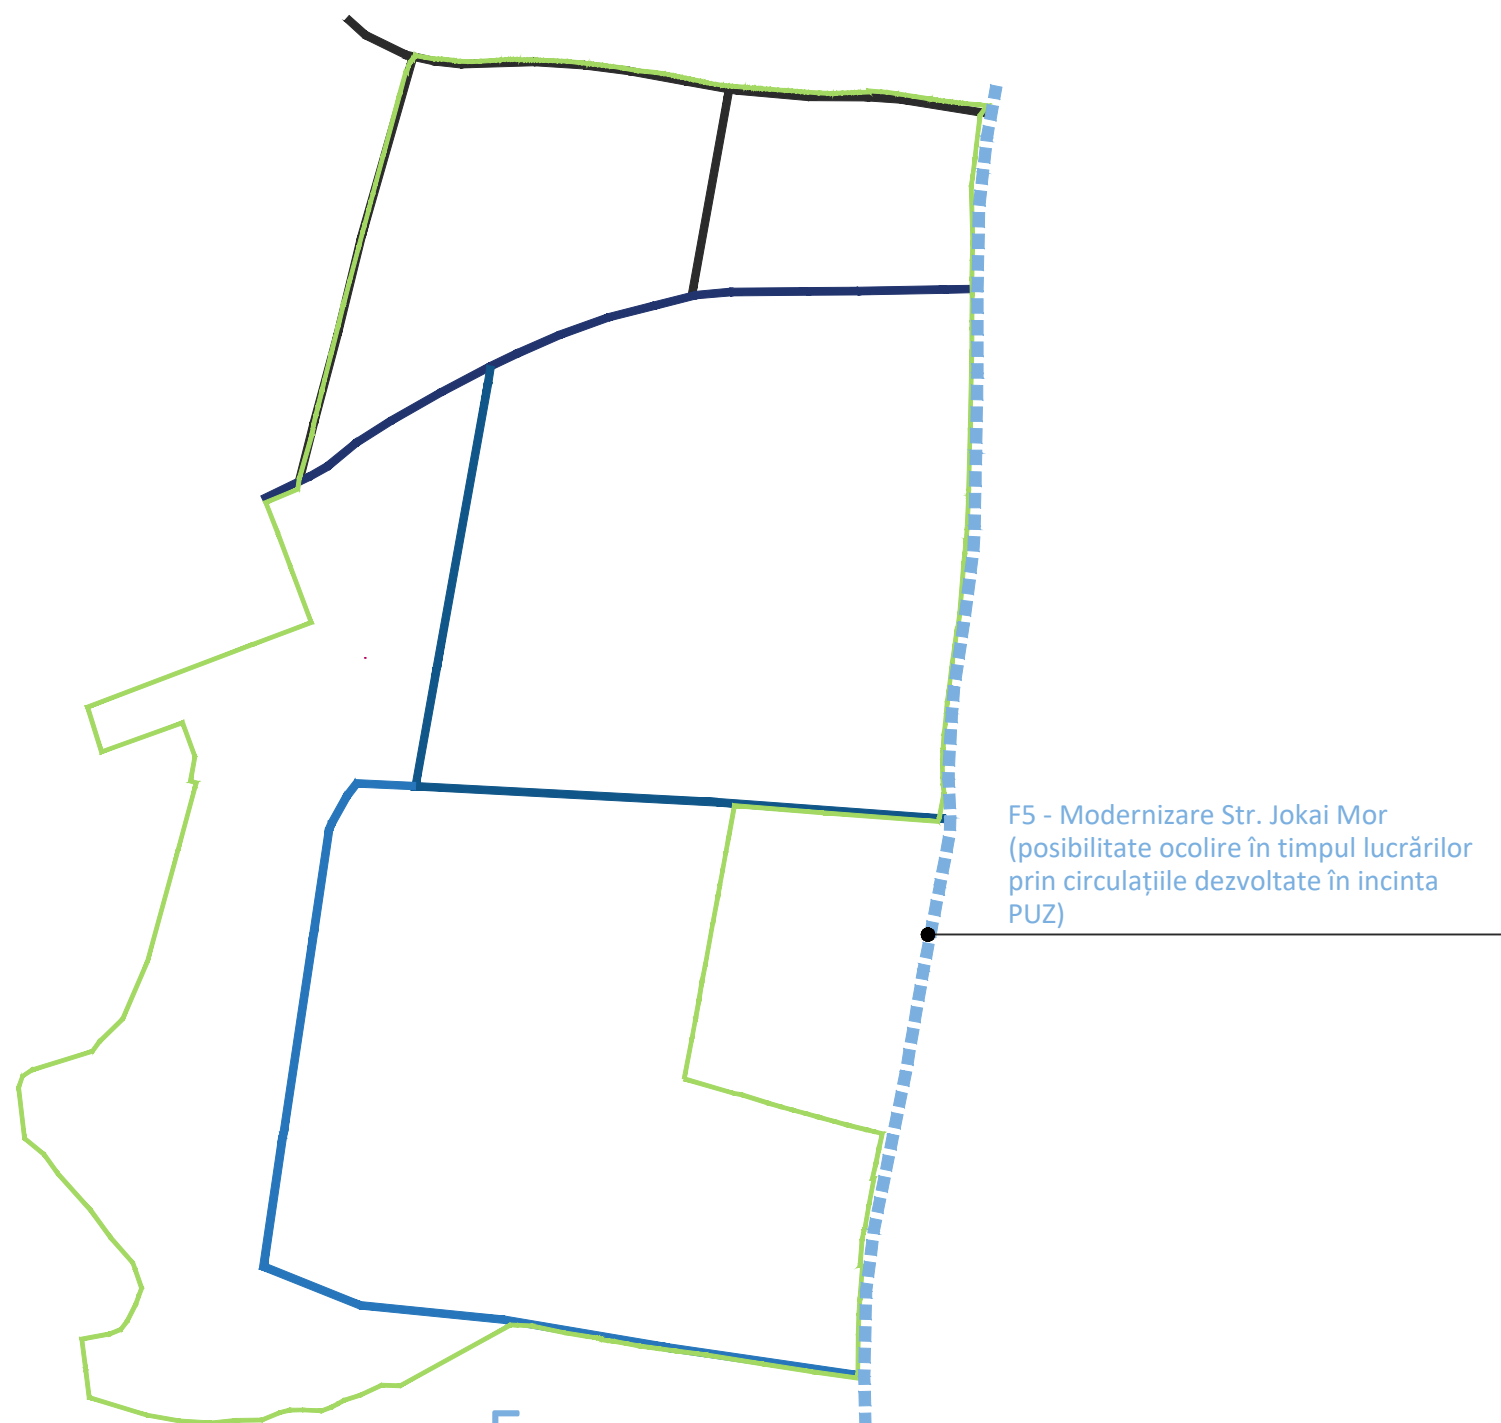 F5 - Modernizare Str. Jokai Mor
(posibilitate ocolire în timpul lucrărilor
prin circulațiile dezvoltate în incinta
PUZ)